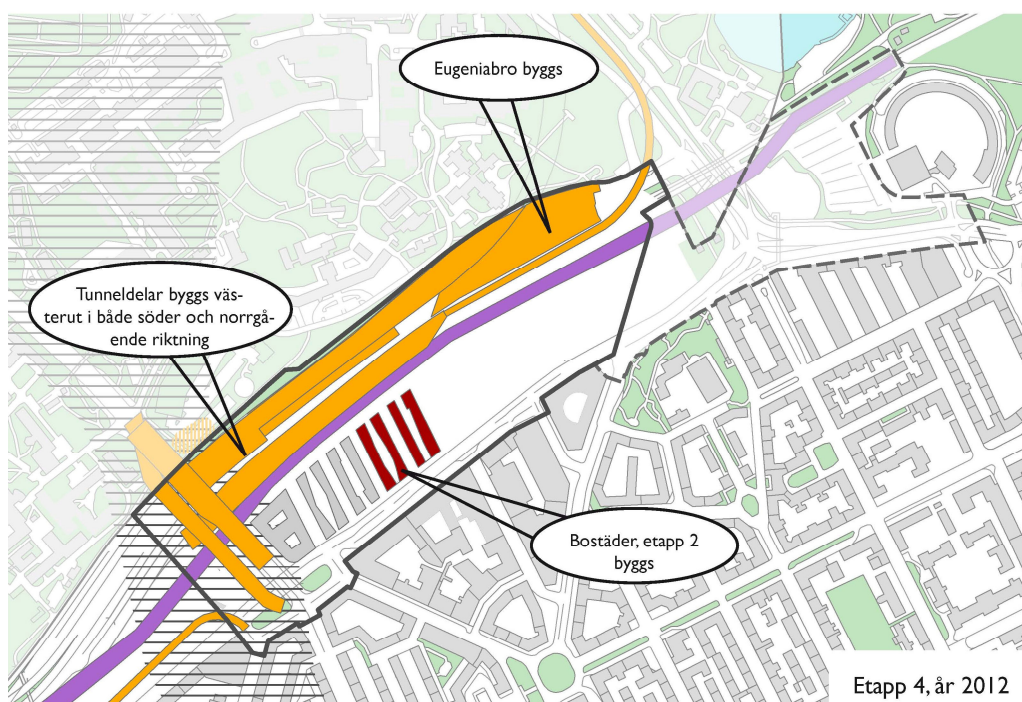 Eugeniabro byggs
Tunneldelar byggs väs-
terut i både söder och norrgå-
ende riktning
Bostäder, etapp 2
byggs
Etapp 4, år 2012